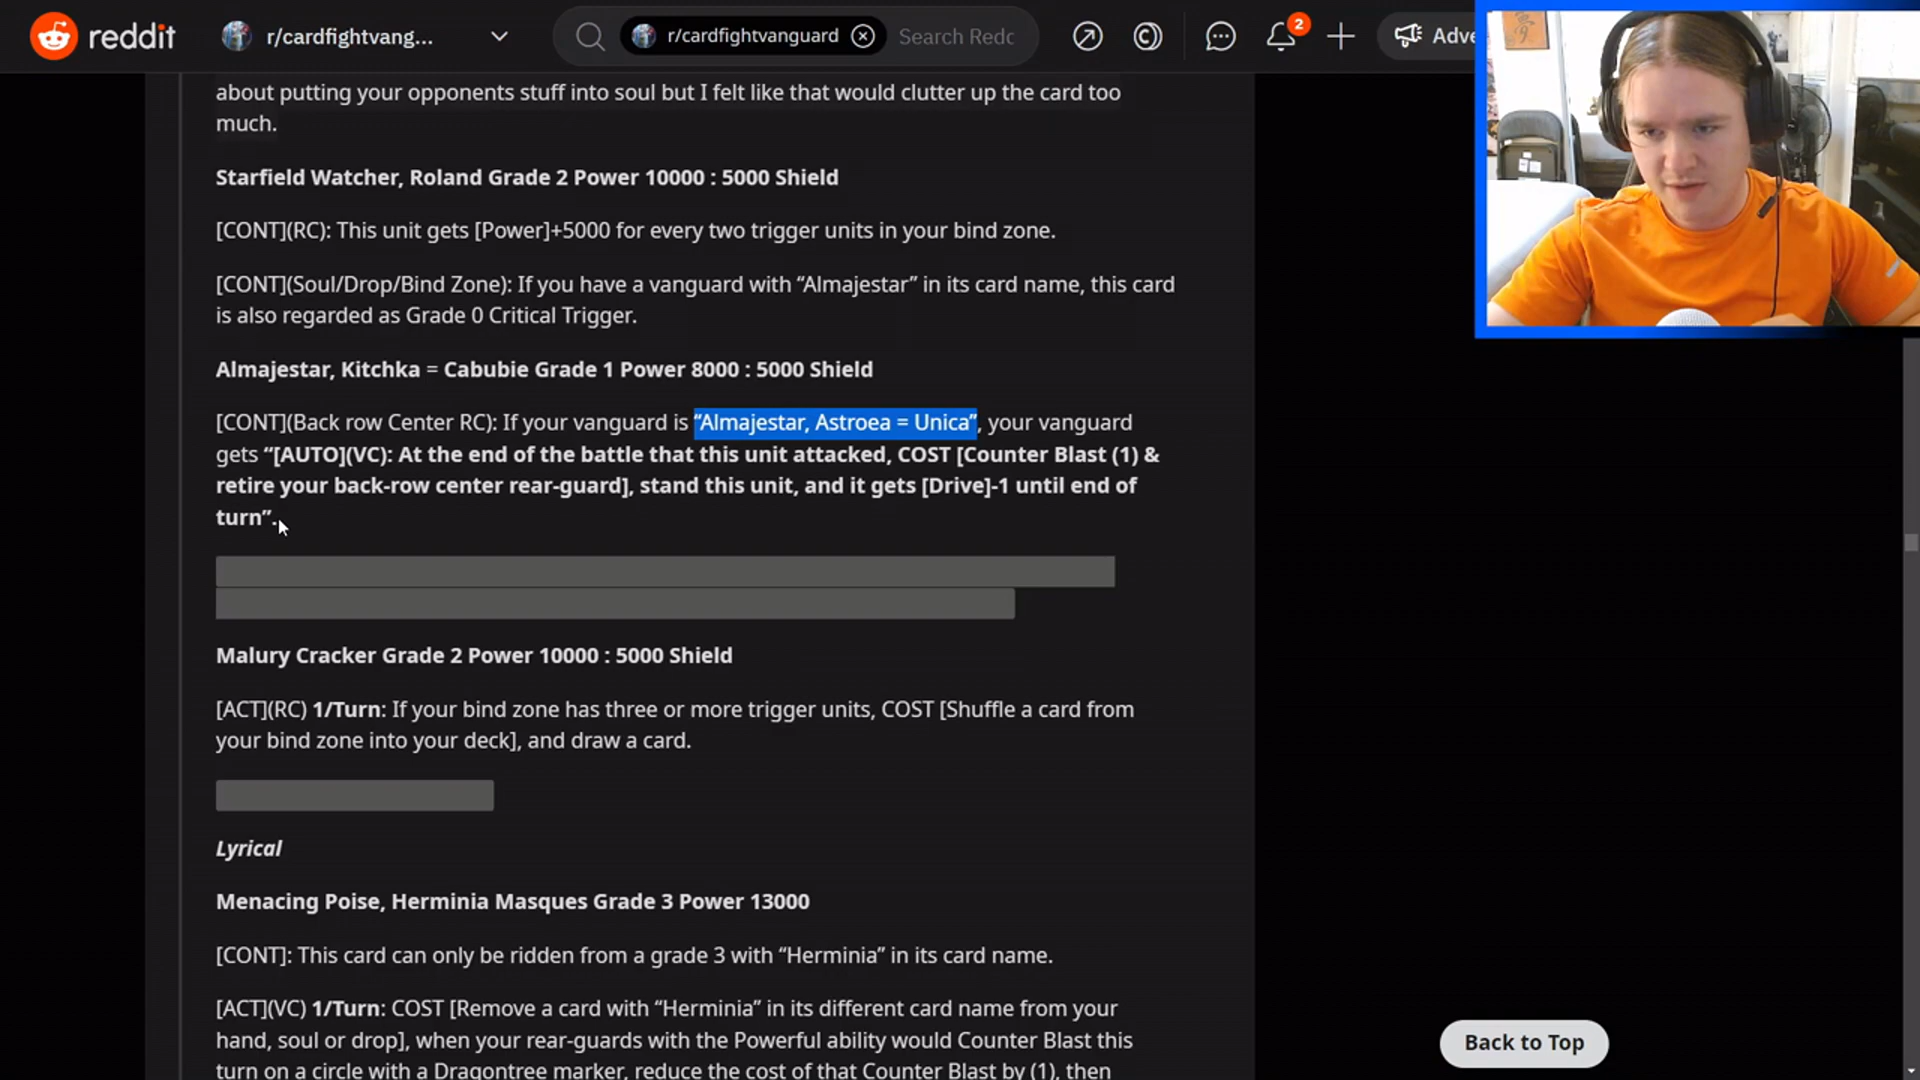 reddit
r/cardfightvang...
r/cardfightvanguard
Search Redc
2
Adve
about putting your opponents stuff into soul but I felt like that would clutter up the card too
much.
Starfield Watcher, Roland Grade 2 Power 10000 : 5000 Shield
[CONT](RC): This unit gets [Power]+5000 for every two trigger units in your bind zone.
[CONT](Soul/Drop/Bind Zone): If you have a vanguard with “Almajestar” in its card name, this card
is also regarded as Grade 0 Critical Trigger.
Almajestar, Kitchka = Cabubie Grade 1 Power 8000 : 5000 Shield
[CONT](Back row Center RC): If your vanguard is “Almajestar, Astroea = Unica”, your vanguard
gets “[AUTO](VC): At the end of the battle that this unit attacked, COST [Counter Blast (1) &
retire your back-row center rear-guard], stand this unit, and it gets [Drive]-1 until end of
turn”.
Malury Cracker Grade 2 Power 10000 : 5000 Shield
[ACT](RC) 1/Turn: If your bind zone has three or more trigger units, COST [Shuffle a card from
your bind zone into your deck], and draw a card.
Lyrical
Menacing Poise, Herminia Masques Grade 3 Power 13000
[CONT]: This card can only be ridden from a grade 3 with “Herminia” in its card name.
[ACT](VC) 1/Turn: COST [Remove a card with “Herminia” in its different card name from your
hand, soul or drop], when your rear-guards with the Powerful ability would Counter Blast this
turn on a circle with a Dragontree marker, reduce the cost of that Counter Blast by (1), then
Back to Top